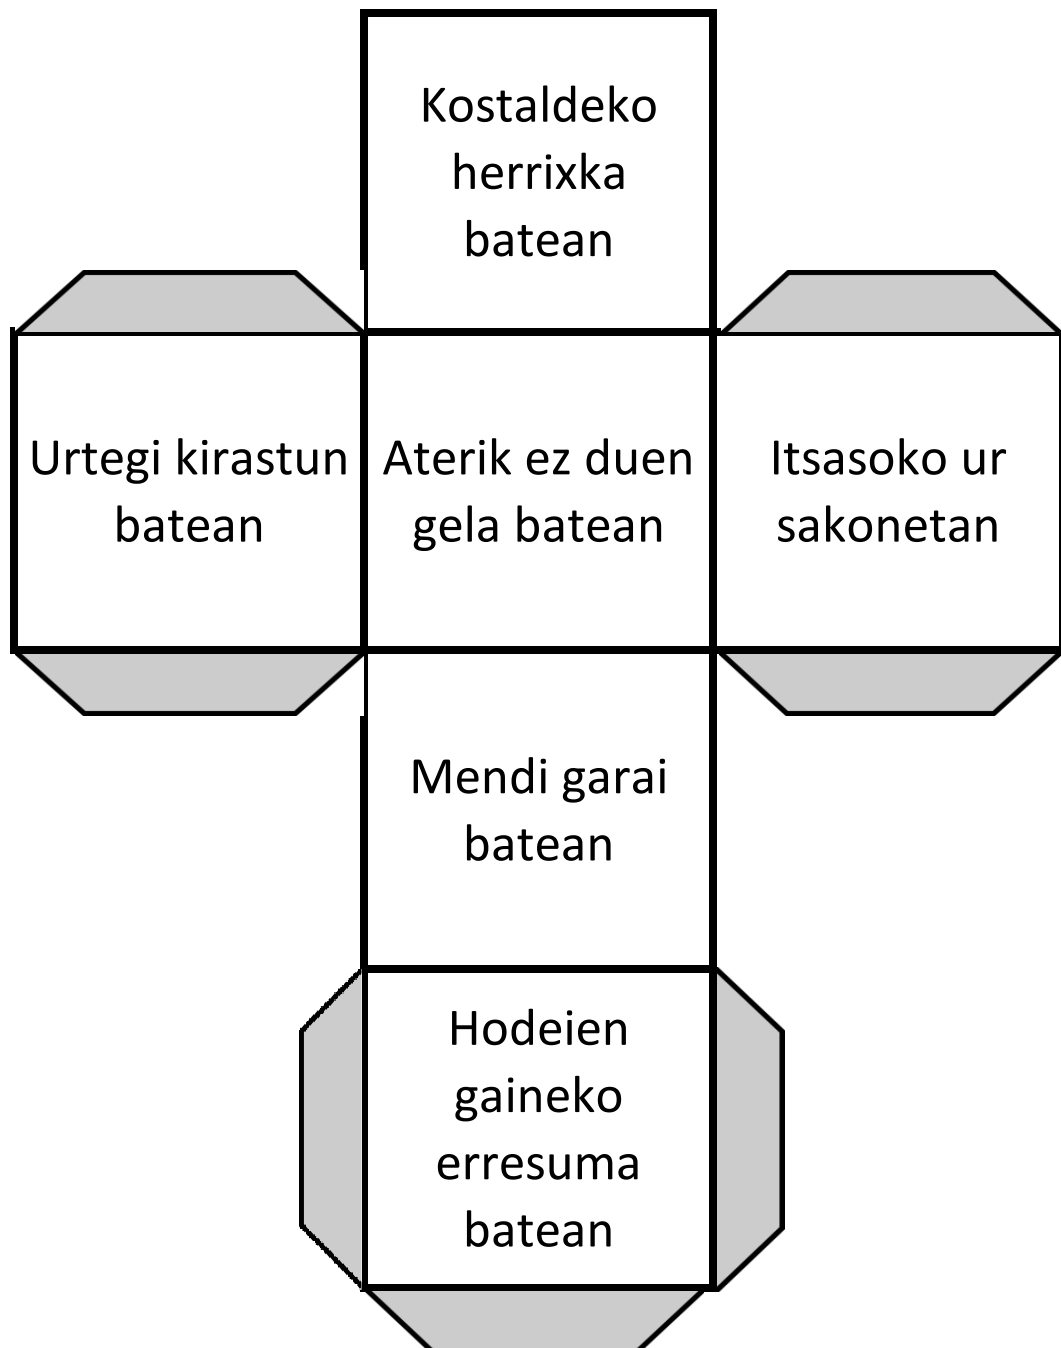 Kostaldeko
herrixka
batean
Urtegi kirastun
batean
Aterik ez duen
gela batean
Itsasoko ur
sakonetan
Mendi garai
batean
Hodeien
gaineko
erresuma
batean